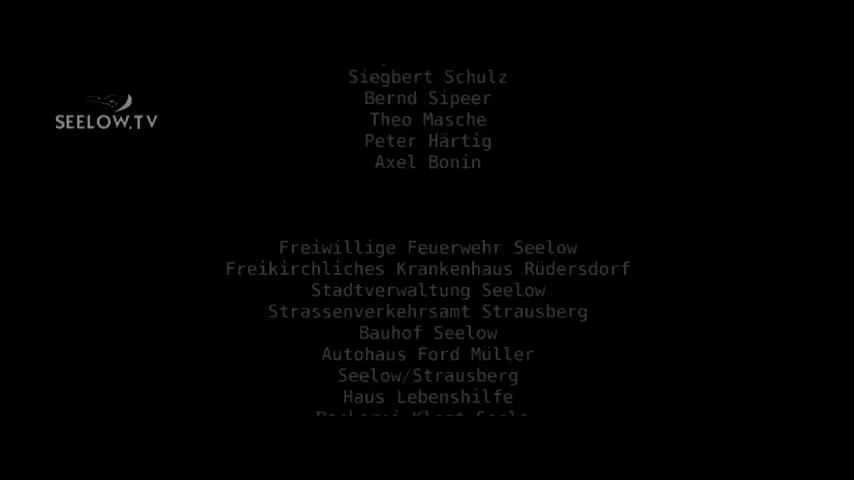 Siegbert Schulz
Bernd Sipeer
Theo Masche
Peter Härtig
Axel Bonin
SEELOW.TV
Freiwillige Feuerwehr Seelow
Freikirchliches Krankenhaus Rüdersdorf
Stadtverwaltung Seelow
Strassenverkehrsamt Strausberg
Bauhof Seelow
Autohaus Ford Müller
Seelow/Strausberg
Haus Lebenshilfe